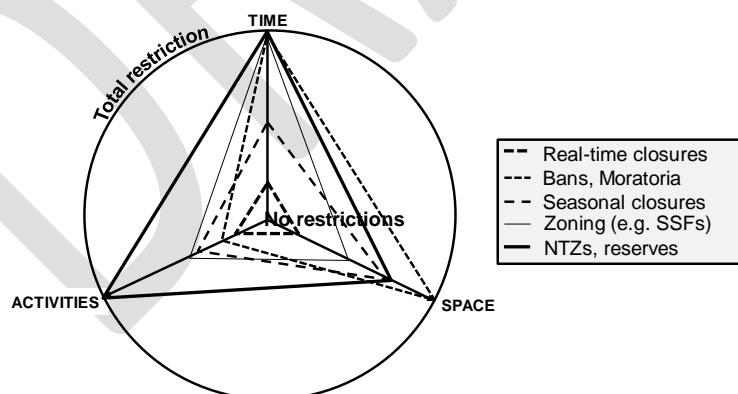 TIME
Total restriction
No restrictions
ACTIVITIES
SPACE
Real-time closures
Bans, Moratoria
Seasonal closures
Zoning (e.g. SSFs)
NTZs, reserves